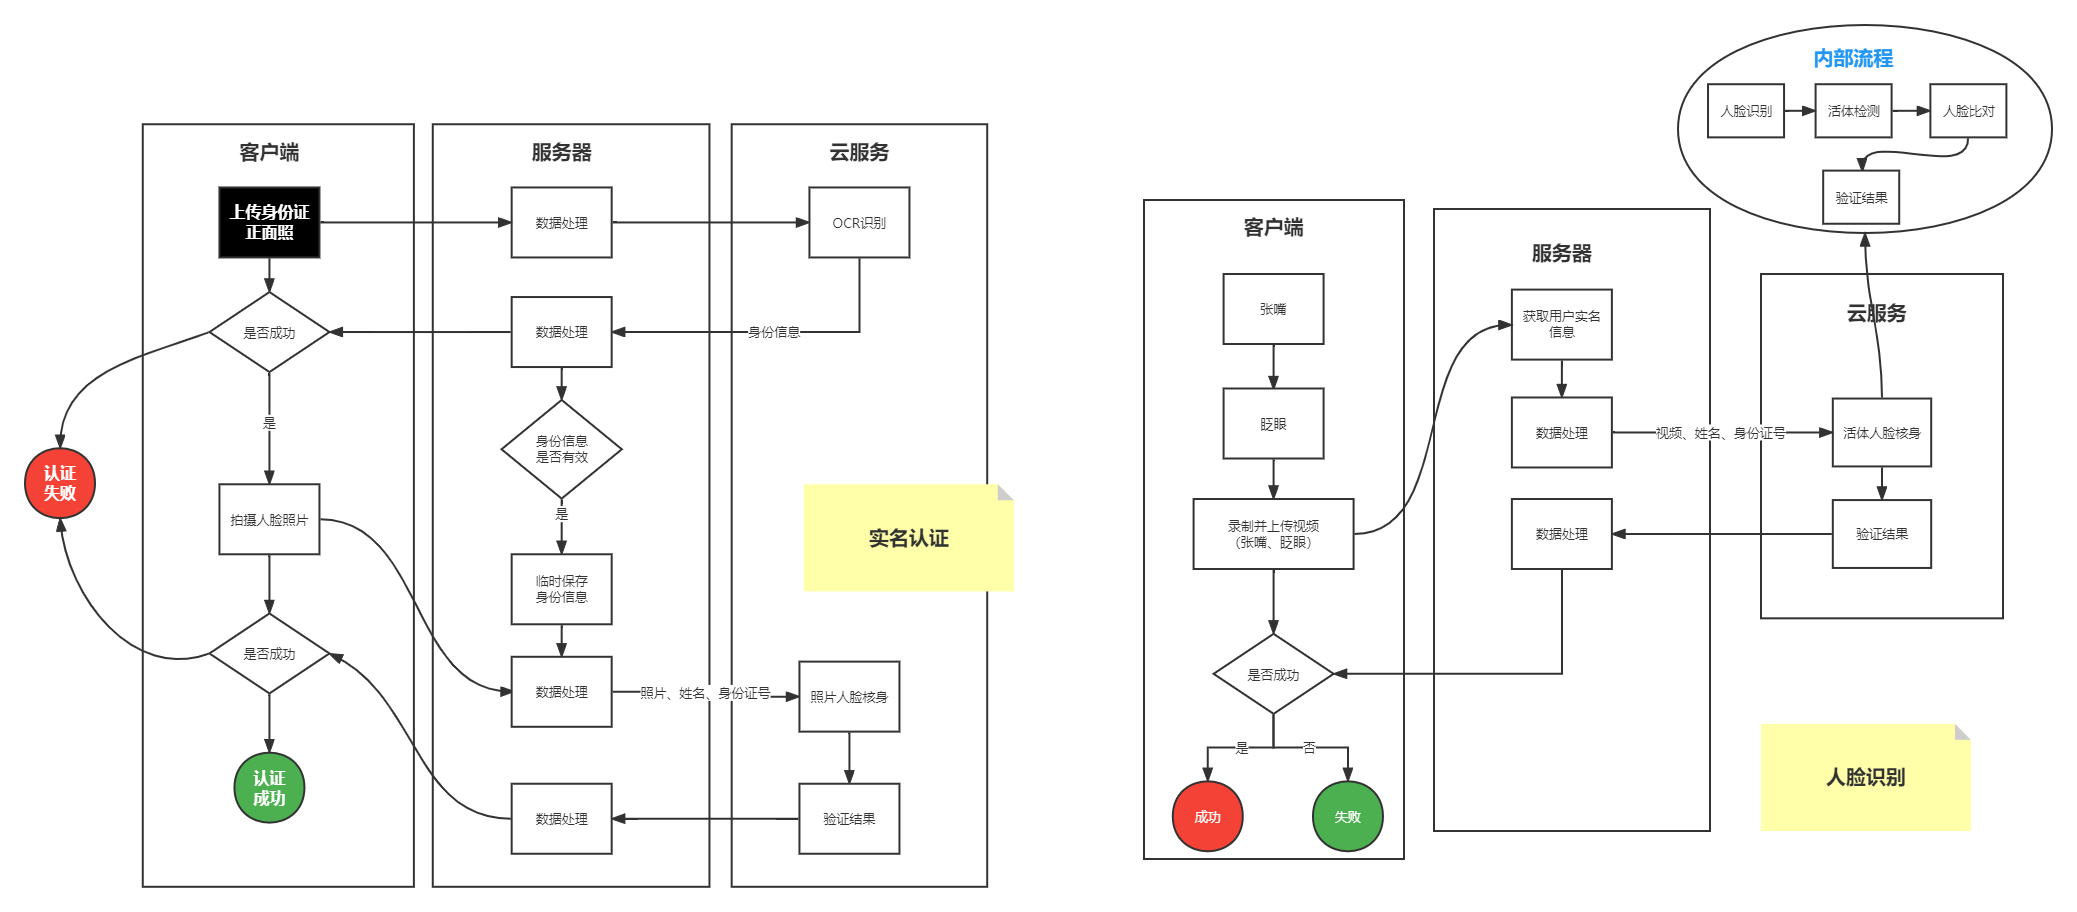 客户端
上传身份证
正面照
是否成功
是
认证
失败
拍摄人脸照片
是否成功
认证
成功
服务器
数据处理
数据处理
身份信息
是否有效
是
临时保存
身份信息
数据处理
数据处理
云服务
OCR识别
身份信息
实名认证
照片、姓名、身份证号
照片人脸核身
验证结果
客户端
张嘴
眨眼
录制并上传视频
（张嘴、眨眼）
是否成功
是
否
成功
失败
服务器
获取用户实名
信息
数据处理
视频、姓名、身份证号
数据处理
内部流程
人脸识别
活体检测
人脸比对
验证结果
云服务
活体人脸核身
验证结果
人脸识别